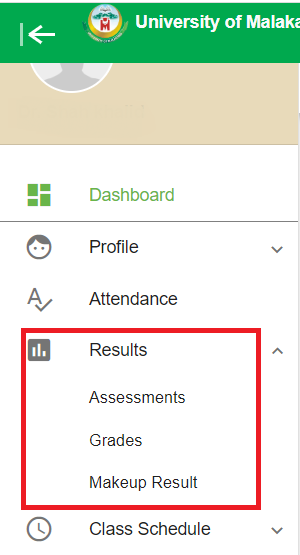 University of Malaka
Dashboard
Profile
Attendance
Results
Assessments
Grades
Makeup Result
Class Schedule